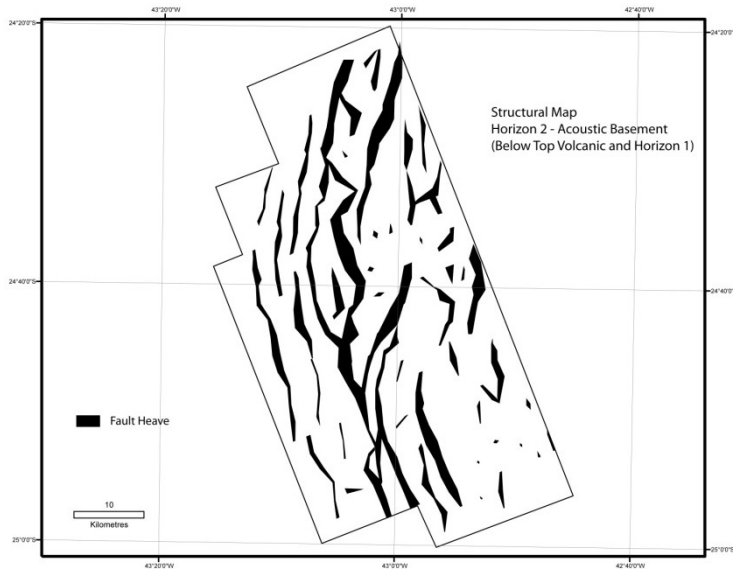 43°20'0"W 43°0'0"W 42°40'0"W
24°20'0"S 24°20'0"S
Structural Map
Horizon 2 - Acoustic Basement
(Below Top Volcanic and Horizon 1)
24°40'0"S 24°40'0"S
Fault Heave
10
Kilometres
25°0'0"S 25°0'0"S
43°20'0"W 43°0'0"W 42°40'0"W